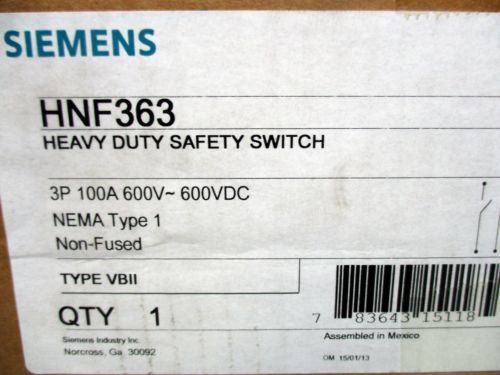 SIEMENS
HNF363
HEAVY DUTY SAFETY SWITCH
3P 100A 600V~ 600VDC
NEMA Type 1
Non-Fused
TYPE VBII
QTY 1
7 83643 15118
Siemens Industry Inc.
Norcross, Ga 30092
Assembled in Mexico
OM 15/01/13